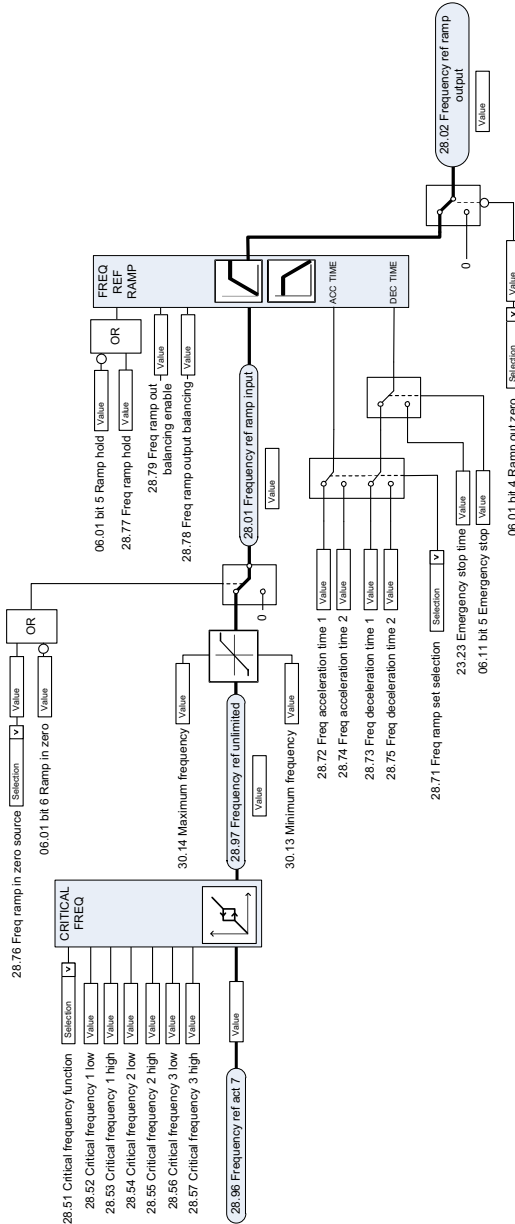 28.76 Freq ramp in zero source
Selection
Value
06.01 bit 6 Ramp in zero
Value
OR
28.51 Critical frequency function
Selection
28.52 Critical frequency 1 low
Value
28.53 Critical frequency 1 high
Value
28.54 Critical frequency 2 low
Value
28.55 Critical frequency 2 high
Value
28.56 Critical frequency 3 low
Value
28.57 Critical frequency 3 high
Value
28.96 Frequency ref act 7
Value
CRITICAL
FREQ
30.14 Maximum frequency
Value
28.97 Frequency ref unlimited
Value
30.13 Minimum frequency
Value
0
28.01 Frequency ref ramp input
Value
06.01 bit 5 Ramp hold
Value
28.77 Freq ramp hold
Value
OR
28.79 Freq ramp out
balancing enable
Value
28.78 Freq ramp output balancing
Value
FREQ
REF
RAMP
ACC TIME
DEC TIME
28.72 Freq acceleration time 1
Value
28.74 Freq acceleration time 2
Value
28.73 Freq deceleration time 1
Value
28.75 Freq deceleration time 2
Value
28.71 Freq ramp set selection
Selection
23.23 Emergency stop time
Value
06.11 bit 5 Emergency stop
Value
0
28.02 Frequency ref ramp
output
Value
06.01 bit 4 Ramp out zero
Selection
Value